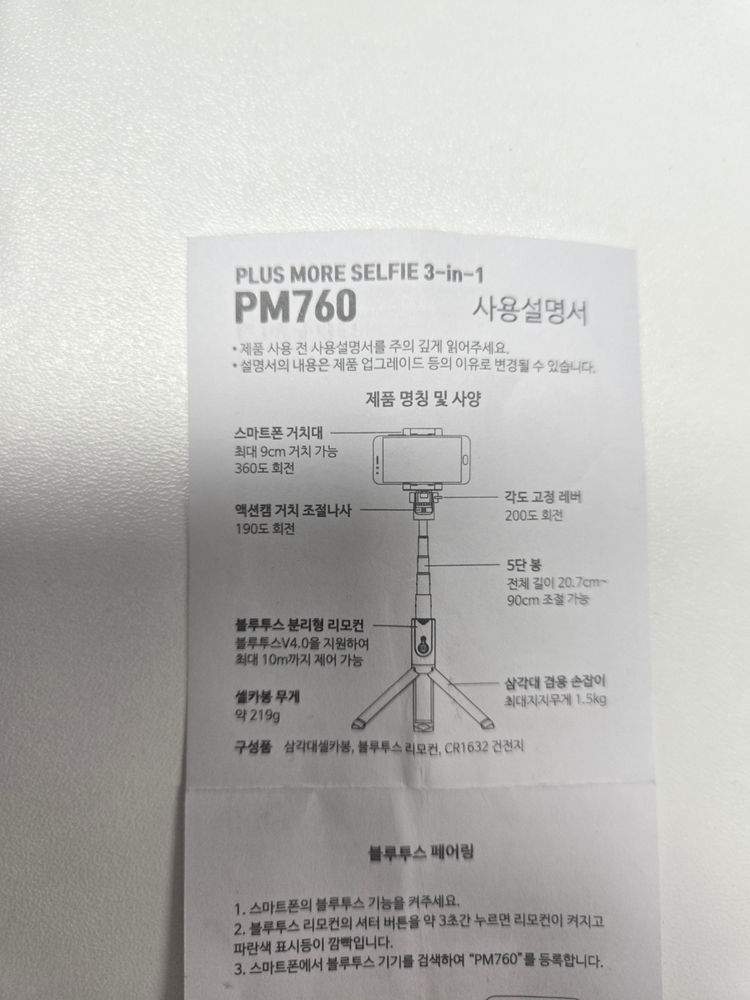 PLUS MORE SELFIE 3-in-1
PM760 사용설명서
• 제품 사용 전 사용설명서를 주의 깊게 읽어주세요.
• 설명서의 내용은 제품 업그레이드 등의 이유로 변경될 수 있습니다.
제품 명칭 및 사양
스마트폰 거치대
최대 9cm 거치 가능
360도 회전
각도 고정 레버
200도 회전
액션캠 거치 조절나사
190도 회전
5단 봉
전체 길이 20.7cm~
90cm 조절 가능
블루투스 분리형 리모컨
블루투스V4.0을 지원하여
최대 10m까지 제어 가능
삼각대 겸용 손잡이
최대지지무게 1.5kg
셀카봉 무게
약 219g
구성품 삼각대셀카봉, 블루투스 리모컨, CR1632 건전지
블루투스 페어링
1. 스마트폰의 블루투스 기능을 켜주세요.
2. 블루투스 리모컨의 셔터 버튼을 약 3초간 누르면 리모컨이 켜지고
파란색 표시등이 깜빡입니다.
3. 스마트폰에서 블루투스 기기를 검색하여 "PM760"를 등록합니다.